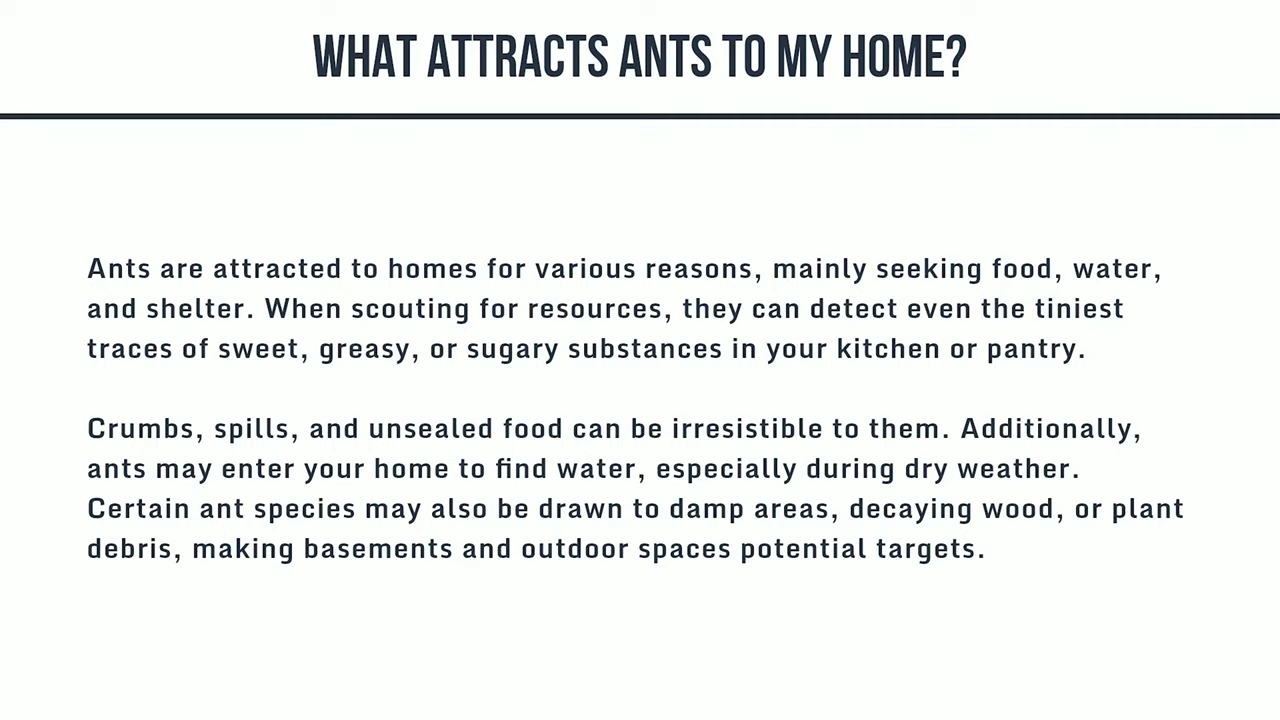 WHAT ATTRACTS ANTS TO MY HOME?
Ants are attracted to homes for various reasons, mainly seeking food, water,
and shelter. When scouting for resources, they can detect even the tiniest
traces of sweet, greasy, or sugary substances in your kitchen or pantry.
Crumbs, spills, and unsealed food can be irresistible to them. Additionally,
ants may enter your home to find water, especially during dry weather.
Certain ant species may also be drawn to damp areas, decaying wood, or plant
debris, making basements and outdoor spaces potential targets.